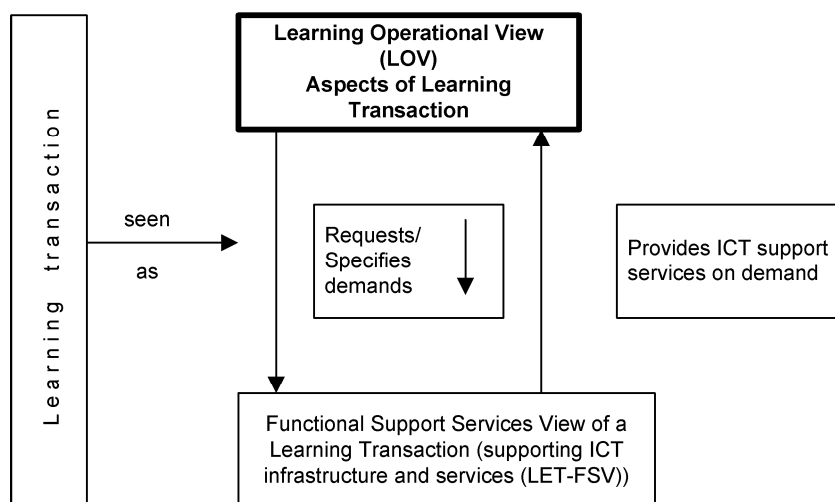 Learning transaction
Learning Operational View
(LOV)
Aspects of Learning
Transaction
seen
as
Requests/
Specifies
demands
Provides ICT support
services on demand
Functional Support Services View of a
Learning Transaction (supporting ICT
infrastructure and services (LET-FSV))